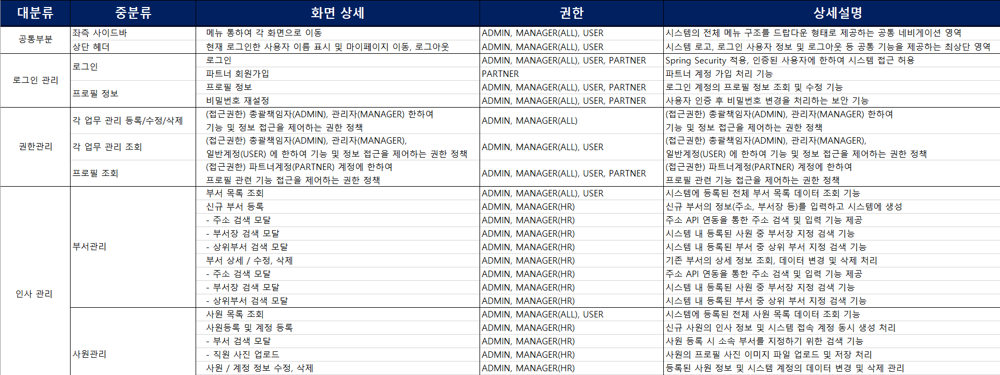 대분류 중분류 화면 상세 권한 상세설명
공통부분
좌측 사이드바 메뉴 통하여 각 화면으로 이동 ADMIN, MANAGER(ALL), USER 시스템의 전체 메뉴 구조를 드랍다운 형태로 제공하는 공통 네비게이션 영역
상단 헤더 현재 로그인한 사용자 이름 표시 및 마이페이지 이동, 로그아웃 ADMIN, MANAGER(ALL), USER 시스템 로고, 로그인 사용자 정보 및 로그아웃 등 공통 기능을 제공하는 최상단 영역
로그인 관리
로그인
로그인 ADMIN, MANAGER(ALL), USER, PARTNER Spring Security 적용, 인증된 사용자에 한하여 시스템 접근 허용
파트너 회원가입 PARTNER 파트너 계정 가입 처리 기능
프로필 정보
프로필 정보 ADMIN, MANAGER(ALL), USER, PARTNER 로그인 계정의 프로필 정보 조회 및 수정 기능
비밀번호 재설정 ADMIN, MANAGER(ALL), USER, PARTNER 사용자 인증 후 비밀번호 변경을 처리하는 보안 기능
권한관리
각 업무 관리 등록/수정/삭제
(접근권한) 총괄책임자(ADMIN), 관리자(MANAGER) 한하여
기능 및 정보 접근을 제어하는 권한 정책
ADMIN, MANAGER(ALL)
(접근권한) 총괄책임자(ADMIN), 관리자(MANAGER) 한하여
기능 및 정보 접근을 제어하는 권한 정책
각 업무 관리 조회
(접근권한) 총괄책임자(ADMIN), 관리자(MANAGER),
일반계정(USER) 에 한하여 기능 및 정보 접근을 제어하는 권한 정책
ADMIN, MANAGER(ALL), USER
(접근권한) 총괄책임자(ADMIN), 관리자(MANAGER),
일반계정(USER) 에 한하여 기능 및 정보 접근을 제어하는 권한 정책
프로필 조회
(접근권한) 파트너계정(PARTNER) 계정에 한하여
프로필 관련 기능 접근을 제어하는 권한 정책
ADMIN, MANAGER(ALL), USER, PARTNER
(접근권한) 파트너계정(PARTNER) 계정에 한하여
프로필 관련 기능 접근을 제어하는 권한 정책
인사 관리
부서관리
부서 목록 조회 ADMIN, MANAGER(ALL), USER 시스템에 등록된 전체 부서 목록 데이터 조회 기능
신규 부서 등록 ADMIN, MANAGER(HR) 신규 부서의 정보(주소, 부서장 등)를 입력하고 시스템에 생성
- 주소 검색 모달 ADMIN, MANAGER(HR) 주소 API 연동을 통한 주소 검색 및 입력 기능 제공
- 부서장 검색 모달 ADMIN, MANAGER(HR) 시스템 내 등록된 사원 중 부서장 지정 검색 기능
- 상위부서 검색 모달 ADMIN, MANAGER(HR) 시스템 내 등록된 부서 중 상위 부서 지정 검색 기능
부서 상세 / 수정, 삭제 ADMIN, MANAGER(HR) 기존 부서의 상세 정보 조회, 데이터 변경 및 삭제 처리
- 주소 검색 모달 ADMIN, MANAGER(HR) 주소 API 연동을 통한 주소 검색 및 입력 기능 제공
- 부서장 검색 모달 ADMIN, MANAGER(HR) 시스템 내 등록된 사원 중 부서장 지정 검색 기능
- 상위부서 검색 모달 ADMIN, MANAGER(HR) 시스템 내 등록된 부서 중 상위 부서 지정 검색 기능
사원관리
사원 목록 조회 ADMIN, MANAGER(ALL), USER 시스템에 등록된 전체 사원 목록 데이터 조회 기능
사원등록 및 계정 등록 ADMIN, MANAGER(HR) 신규 사원의 인사 정보 및 시스템 접속 계정 동시 생성 처리
- 부서 검색 모달 ADMIN, MANAGER(HR) 사원 등록 시 소속 부서를 지정하기 위한 검색 기능
- 직원 사진 업로드 ADMIN, MANAGER(HR) 사원의 프로필 사진 이미지 파일 업로드 및 저장 처리
사원 / 계정 정보 수정, 삭제 ADMIN, MANAGER(HR) 등록된 사원 정보 및 시스템 계정의 데이터 변경 및 삭제 관리